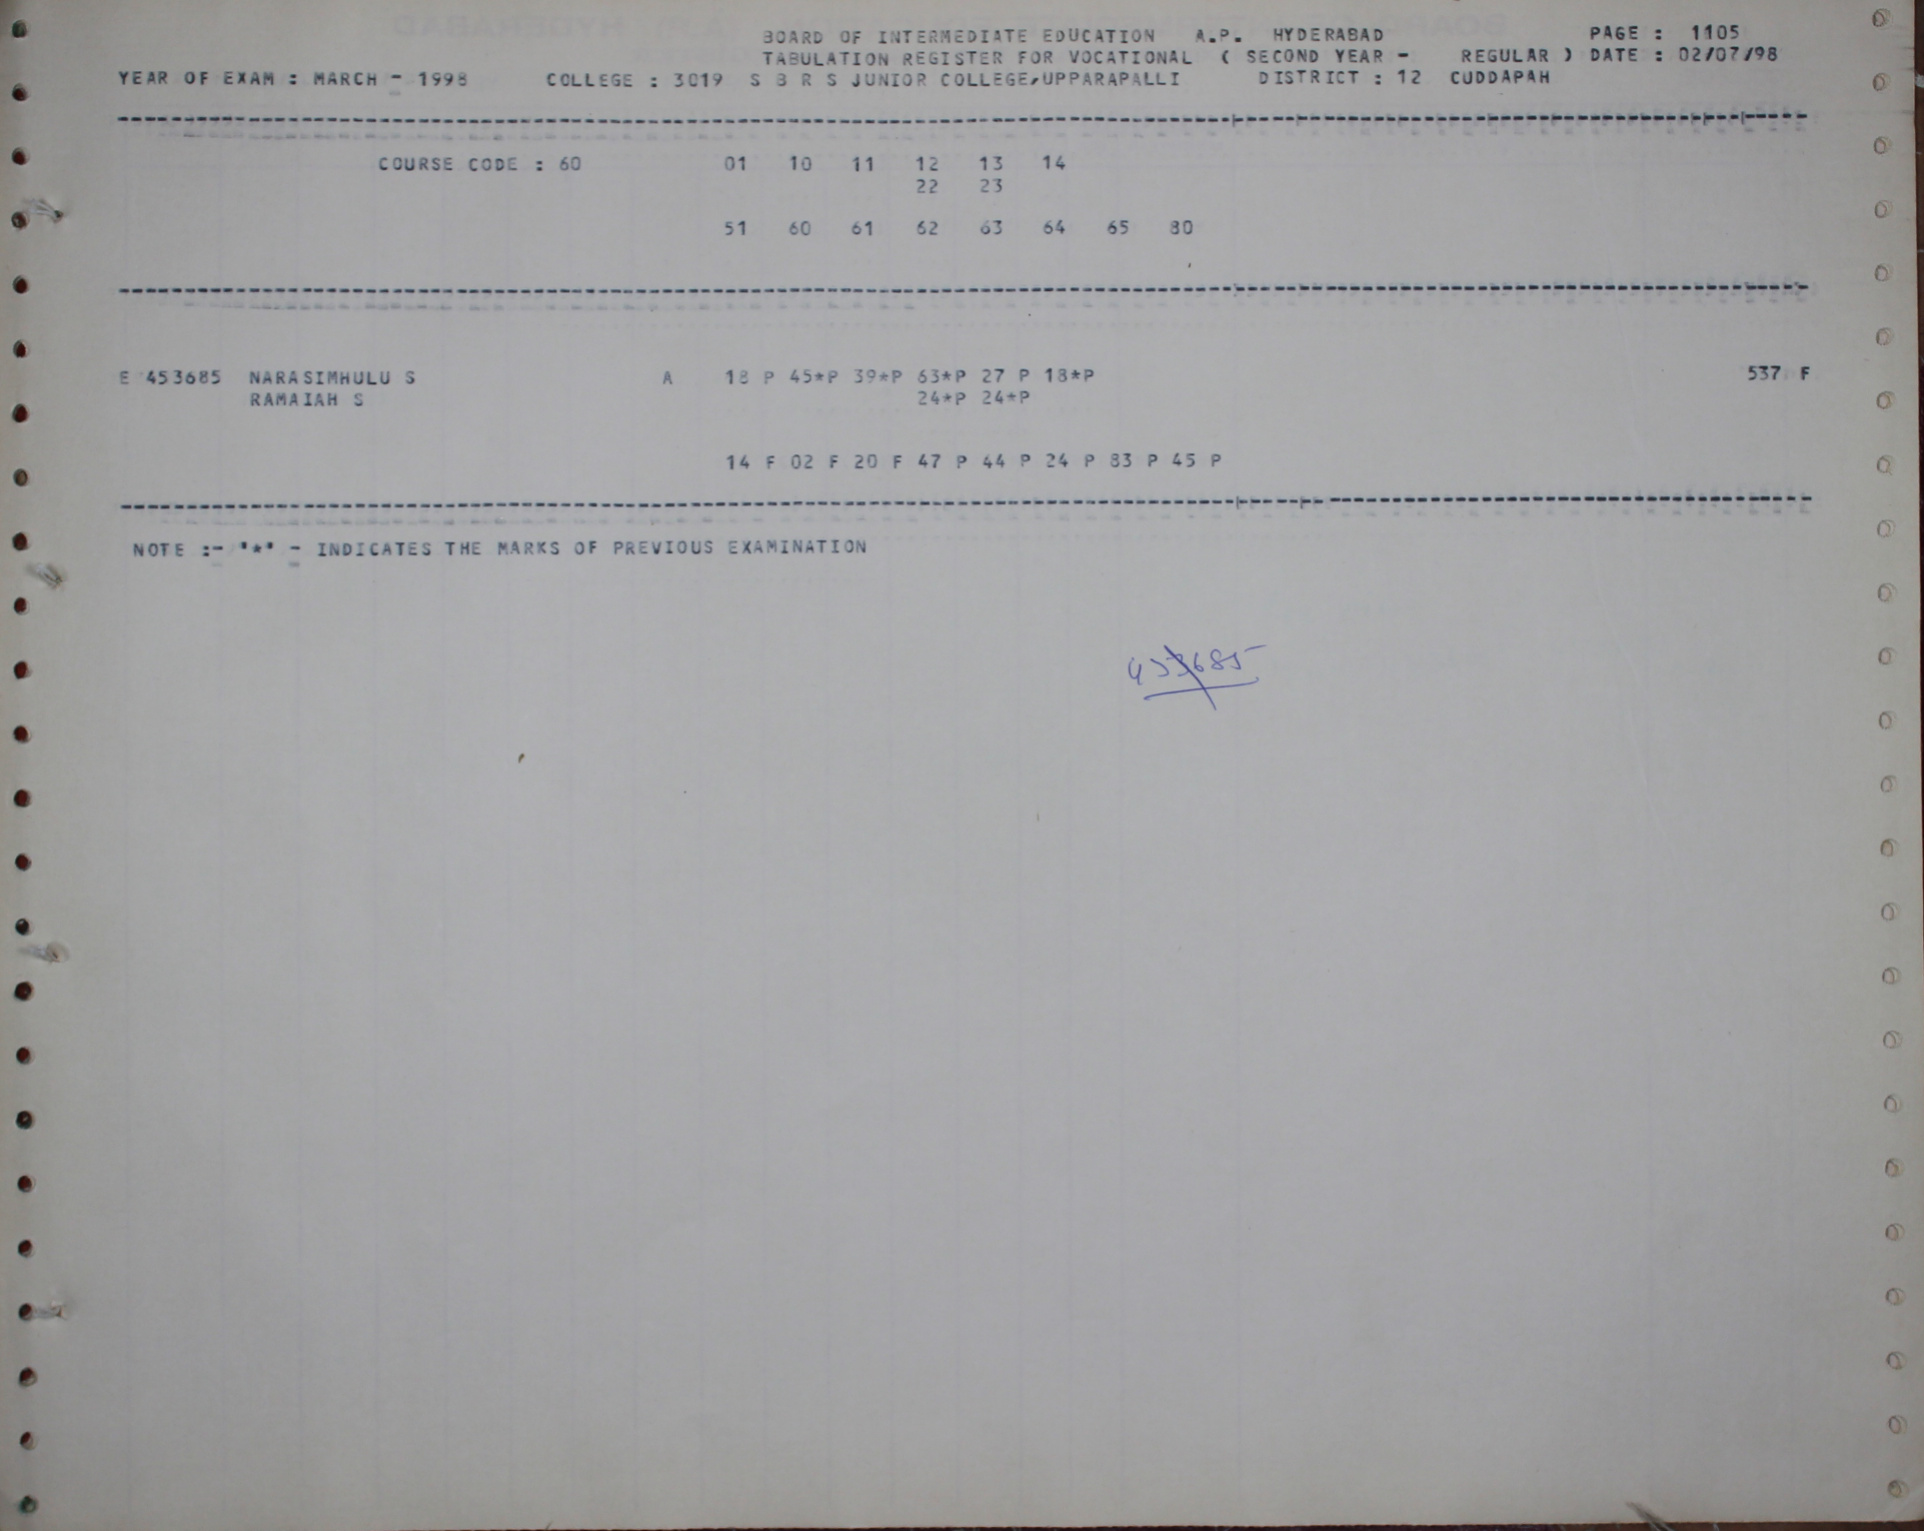 BOARD OF INTERMEDIATE EDUCATION A.P. HYDERABAD PAGE : 1105
TABULATION REGISTER FOR VOCATIONAL ( SECOND YEAR - REGULAR ) DATE : 02/07/98
YEAR OF EXAM : MARCH - 1998 COLLEGE : 3019 S B R S JUNIOR COLLEGE,UPPARAPALLI DISTRICT : 12 CUDDAPAH
COURSE CODE : 60 01 10 11 12 13 14
22 23
51 60 61 62 63 64 65 80
E 453685 NARASIMHULU S A 18 P 45*P 39*P 63*P 27 P 18*P 537 F
RAMAIAH S 24*P 24*P
14 F 02 F 20 F 47 P 44 P 24 P 83 P 45 P
NOTE :- "*" - INDICATES THE MARKS OF PREVIOUS EXAMINATION
453685